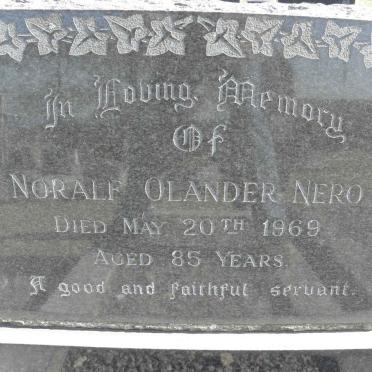 In Loving Memory
Of
NORALF OLANDER NERO
DIED MAY 20TH 1969
AGED 85 YEARS.
A good and faithful servant.